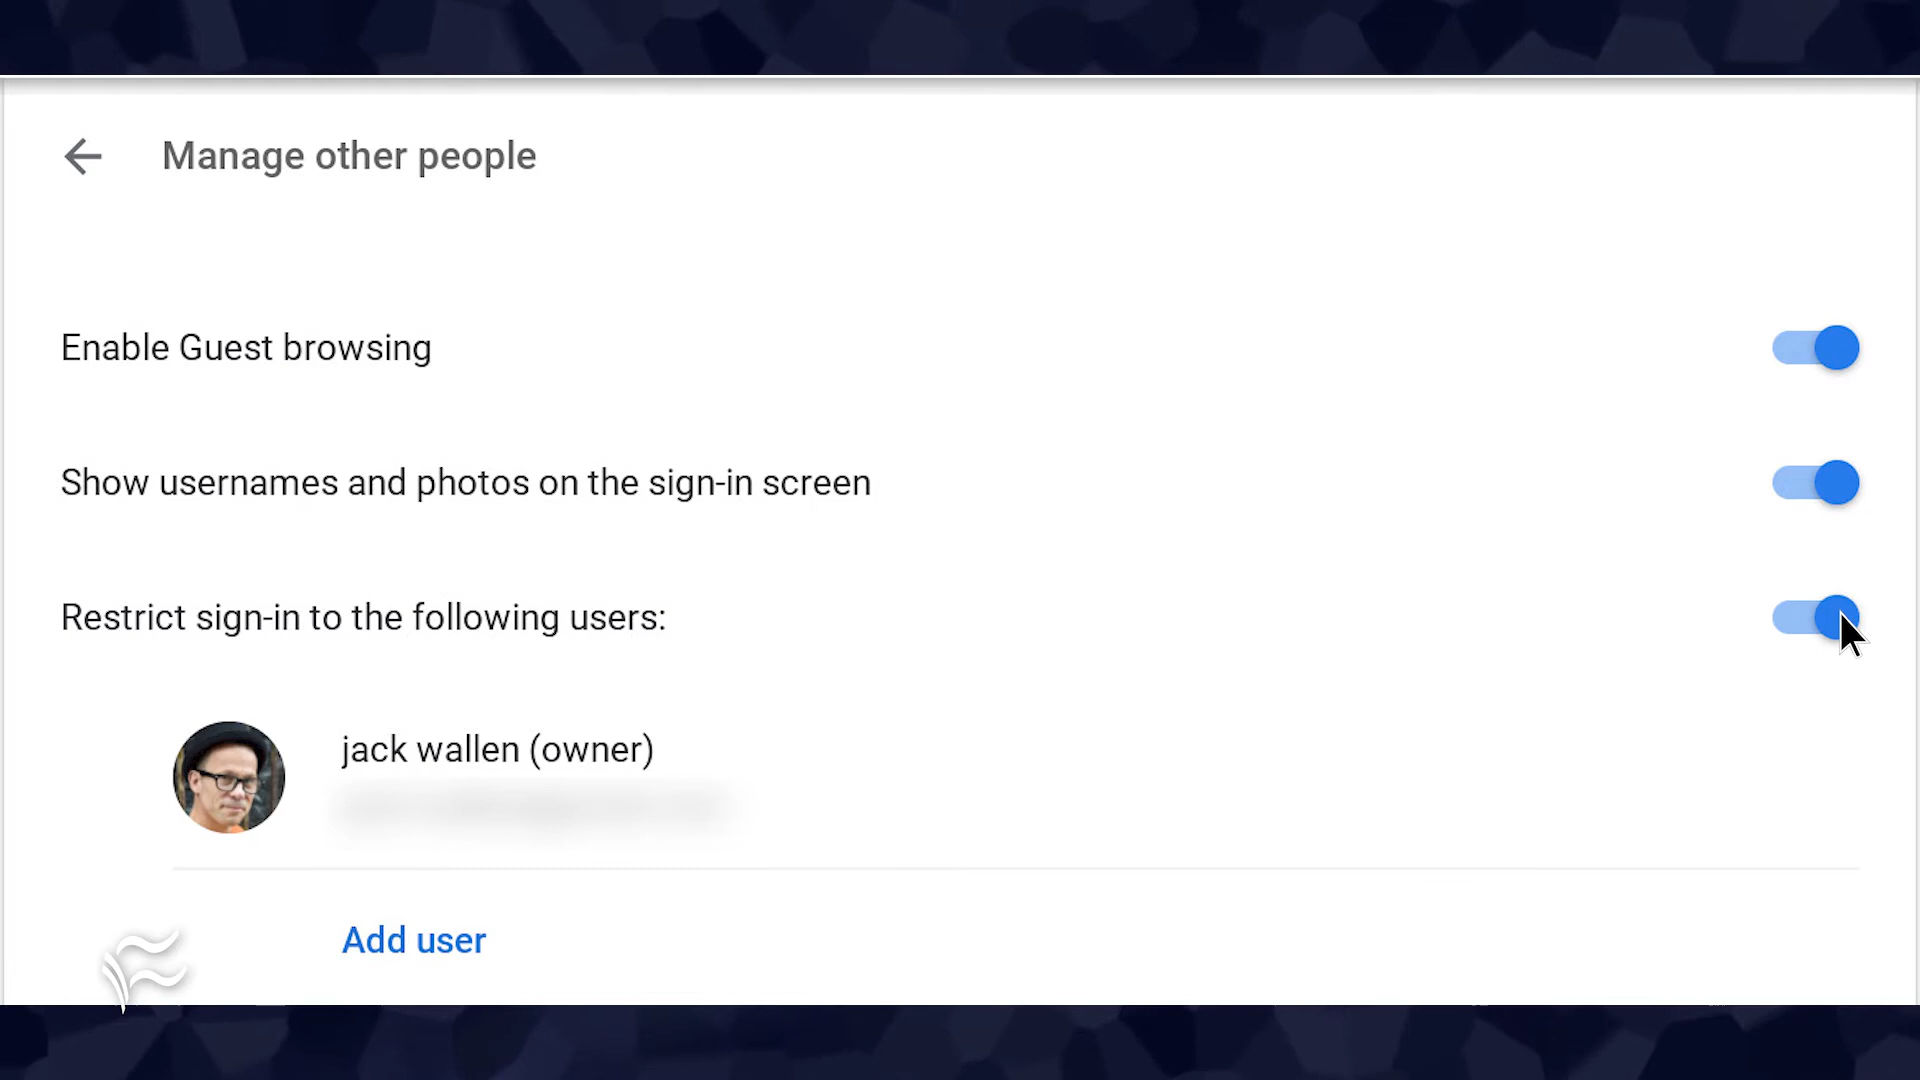 Manage other people
Enable Guest browsing
Show usernames and photos on the sign-in screen
Restrict sign-in to the following users:
jack wallen (owner)
Add user